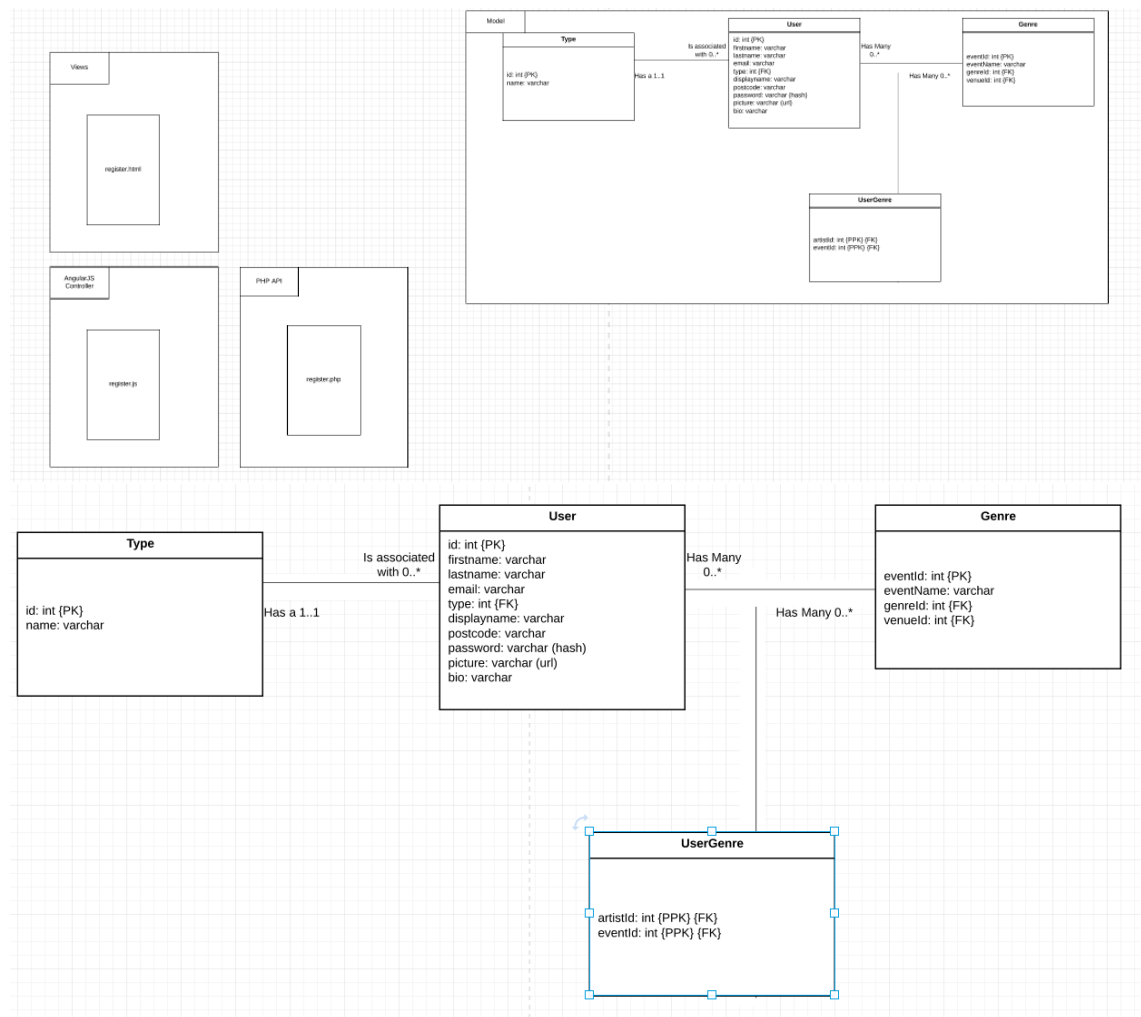 Model
Type
id: int {PK}
name: varchar
Is associated
with 0..*
Has a 1..1
User
id: int {PK}
firstname: varchar
lastname: varchar
email: varchar
type: int {FK}
displayname: varchar
postcode: varchar
password: varchar (hash)
picture: varchar (url)
bio: varchar
Has Many
0..*
Has Many 0..*
Genre
eventId: int {PK}
eventName: varchar
genreId: int {FK}
venueId: int {FK}
UserGenre
artistId: int {PPK} {FK}
eventId: int {PPK} {FK}
Views
register.html
AngularJS
Controller
register.js
PHP API
register.php
Type
id: int {PK}
name: varchar
Is associated
with 0..*
Has a 1..1
User
id: int {PK}
firstname: varchar
lastname: varchar
email: varchar
type: int {FK}
displayname: varchar
postcode: varchar
password: varchar (hash)
picture: varchar (url)
bio: varchar
Has Many
0..*
Has Many 0..*
Genre
eventId: int {PK}
eventName: varchar
genreId: int {FK}
venueId: int {FK}
UserGenre
artistId: int {PPK} {FK}
eventId: int {PPK} {FK}